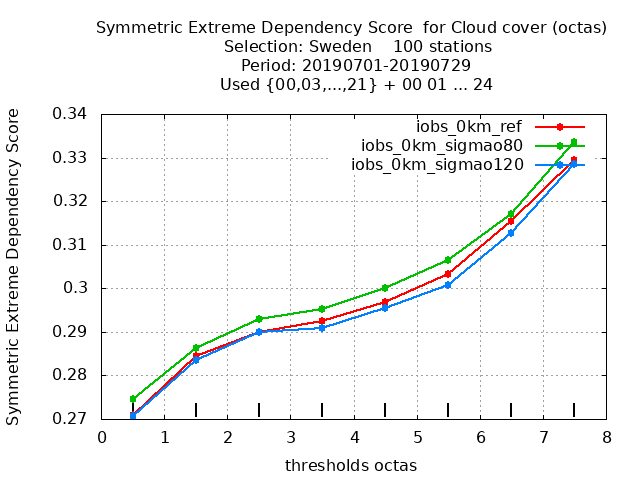 Symmetric Extreme Dependency Score  for Cloud cover (octas)
Selection: Sweden    100 stations
Period: 20190701-20190729
Used {00,03,...,21} + 00 01 ... 24
Symmetric Extreme Dependency Score
0.34
0.33
0.32
0.31
0.3
0.29
0.28
0.27
iobs_0km_ref
iobs_0km_sigmao80
iobs_0km_sigmao120
0 1 2 3 4 5 6 7 8
thresholds octas